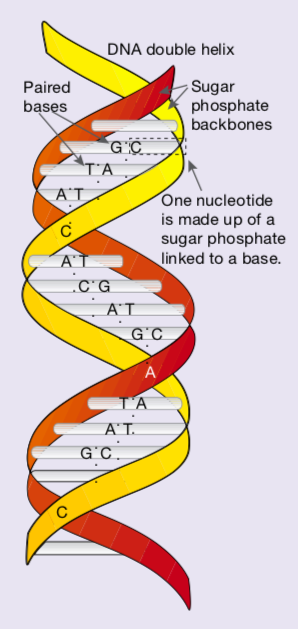 DNA double helix
Paired
bases
Sugar
phosphate
backbones
G C
T A
A T
One nucleotide
is made up of a
sugar phosphate
linked to a base.
C
A T
C G
A T
G C
A
T A
A T
G C
C